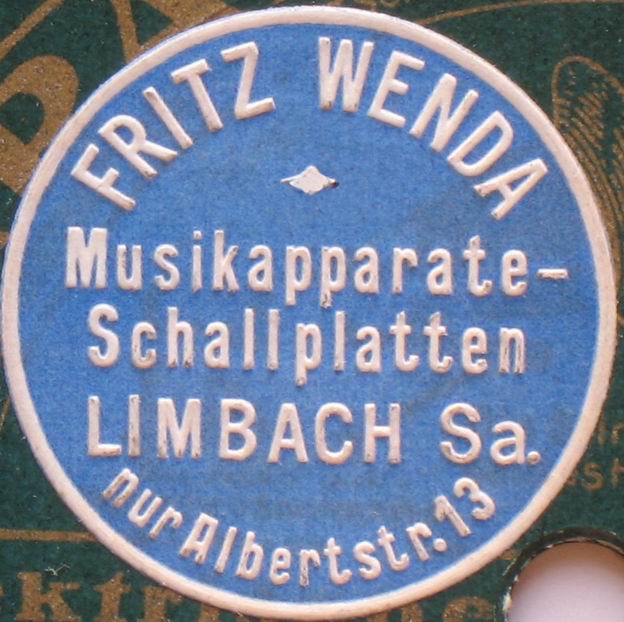 FRITZ WENDA
Musikapparate-
Schallplatten
LIMBACH Sa.
nur Albertstr. 13